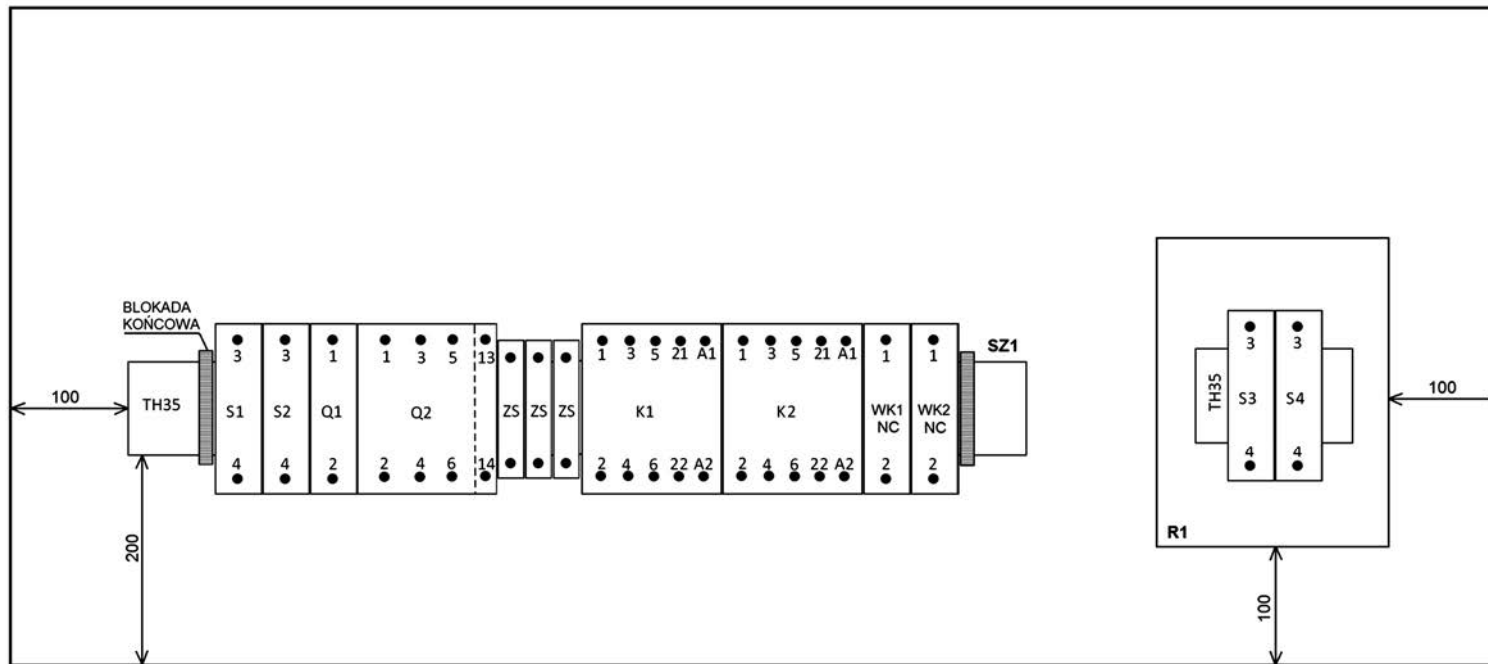 BLOKADA
KOŃCOWA
SZ1
100
TH35
3 3 1 1 3 5 13
S1 S2 Q1 Q2
4 4 2 2 4 6 14
ZS ZS ZS
1 3 5 21 A1
K1
2 4 6 22 A2
1 3 5 21 A1
K2
2 4 6 22 A2
1 1
WK1 WK2
NC NC
2 2
200
3 3
TH35 S3 S4
4 4
R1
100
100